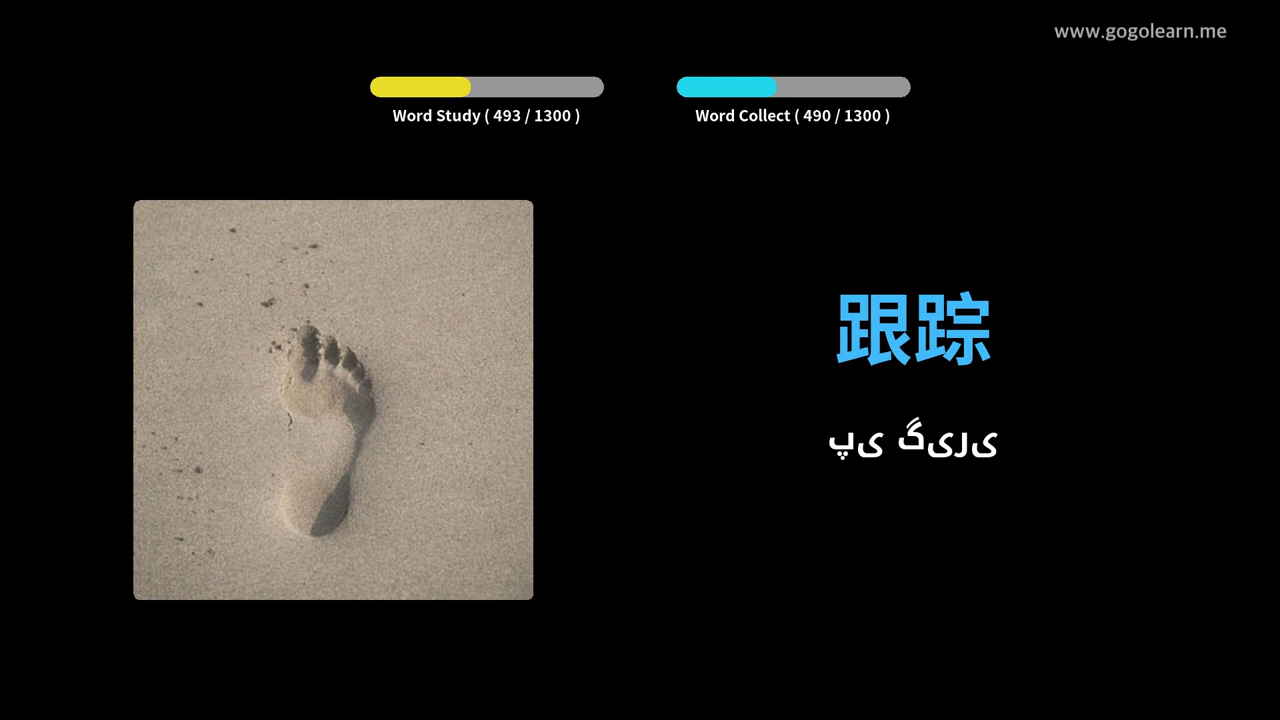 www.gogolearn.me
Word Study ( 493 / 1300 )
Word Collect ( 490 / 1300 )
跟踪
پی گیری